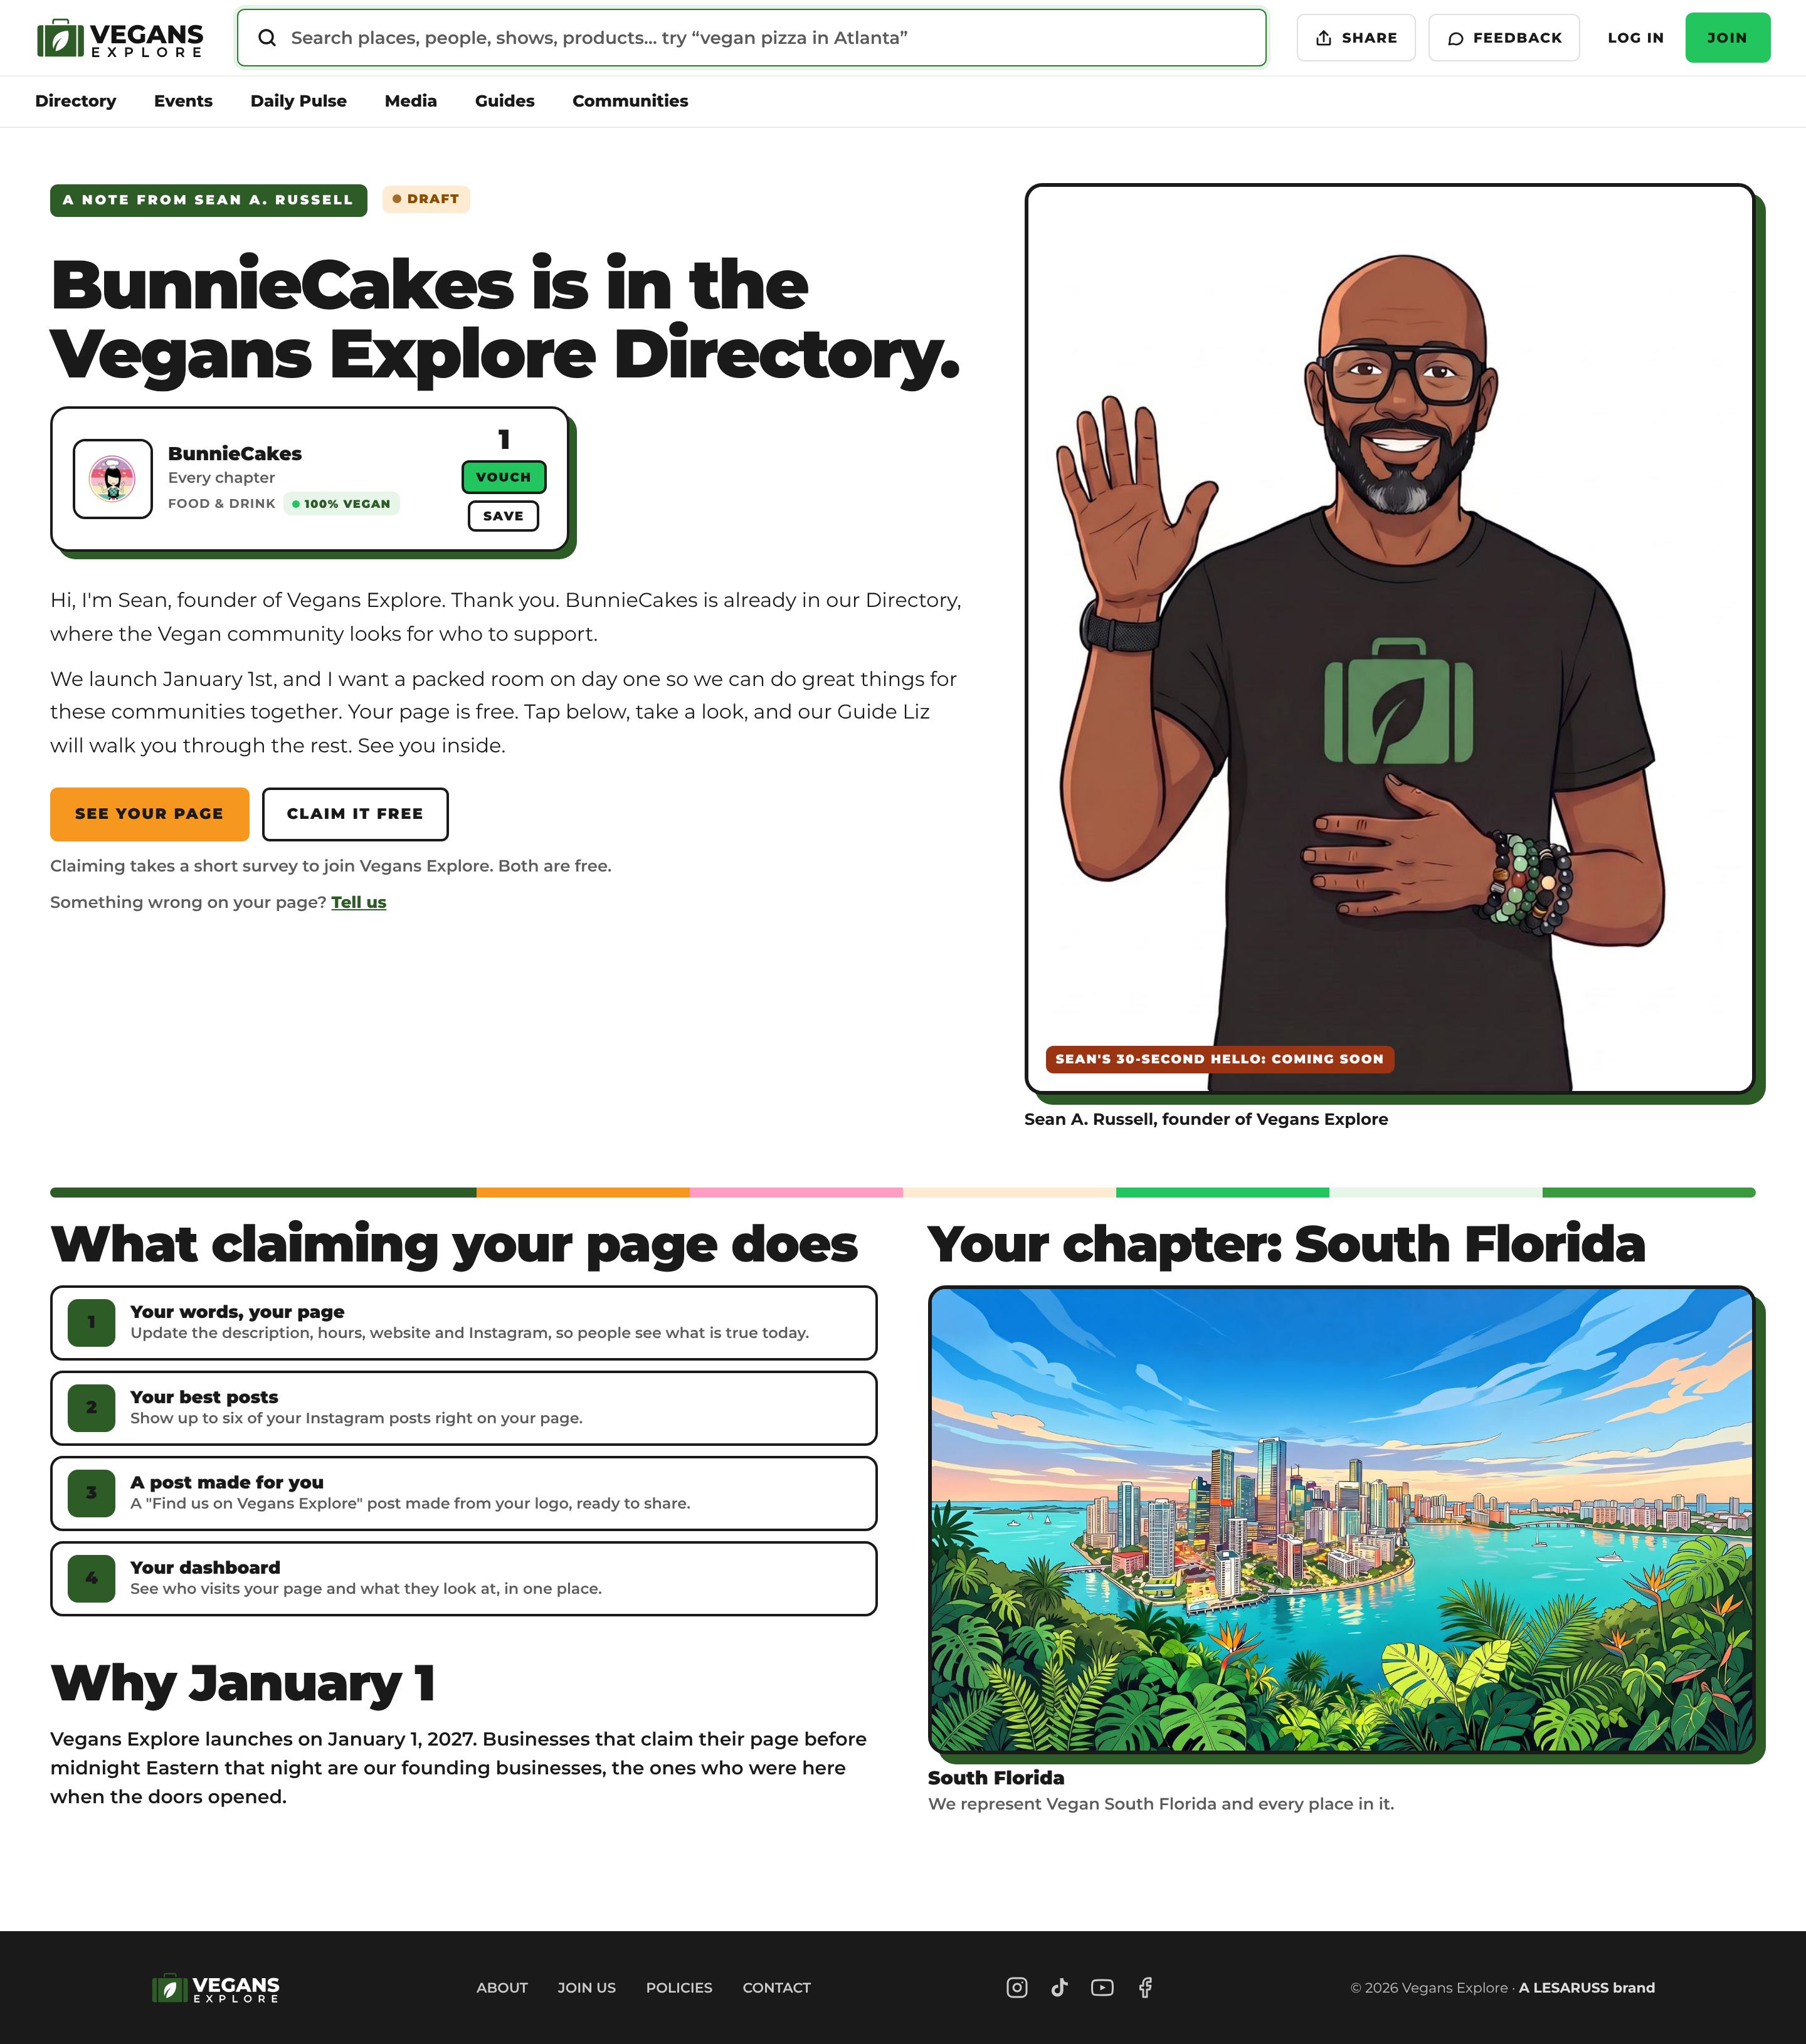 VEGANS
EXPLORE
Search places, people, shows, products... try “vegan pizza in Atlanta”
SHARE
FEEDBACK
LOG IN
JOIN
Directory
Events
Daily Pulse
Media
Guides
Communities
A NOTE FROM SEAN A. RUSSELL
DRAFT
BunnieCakes is in the
Vegans Explore Directory.
BunnieCakes
Every chapter
FOOD & DRINK
100% VEGAN
1
VOUCH
SAVE
Hi, I'm Sean, founder of Vegans Explore. Thank you. BunnieCakes is already in our Directory,
where the Vegan community looks for who to support.
We launch January 1st, and I want a packed room on day one so we can do great things for
these communities together. Your page is free. Tap below, take a look, and our Guide Liz
will walk you through the rest. See you inside.
SEE YOUR PAGE
CLAIM IT FREE
Claiming takes a short survey to join Vegans Explore. Both are free.
Something wrong on your page? Tell us
SEAN'S 30-SECOND HELLO: COMING SOON
Sean A. Russell, founder of Vegans Explore
What claiming your page does
1
Your words, your page
Update the description, hours, website and Instagram, so people see what is true today.
2
Your best posts
Show up to six of your Instagram posts right on your page.
3
A post made for you
A "Find us on Vegans Explore" post made from your logo, ready to share.
4
Your dashboard
See who visits your page and what they look at, in one place.
Why January 1
Vegans Explore launches on January 1, 2027. Businesses that claim their page before
midnight Eastern that night are our founding businesses, the ones who were here
when the doors opened.
Your chapter: South Florida
South Florida
We represent Vegan South Florida and every place in it.
VEGANS
EXPLORE
ABOUT
JOIN US
POLICIES
CONTACT
© 2026 Vegans Explore · A LESARUSS brand